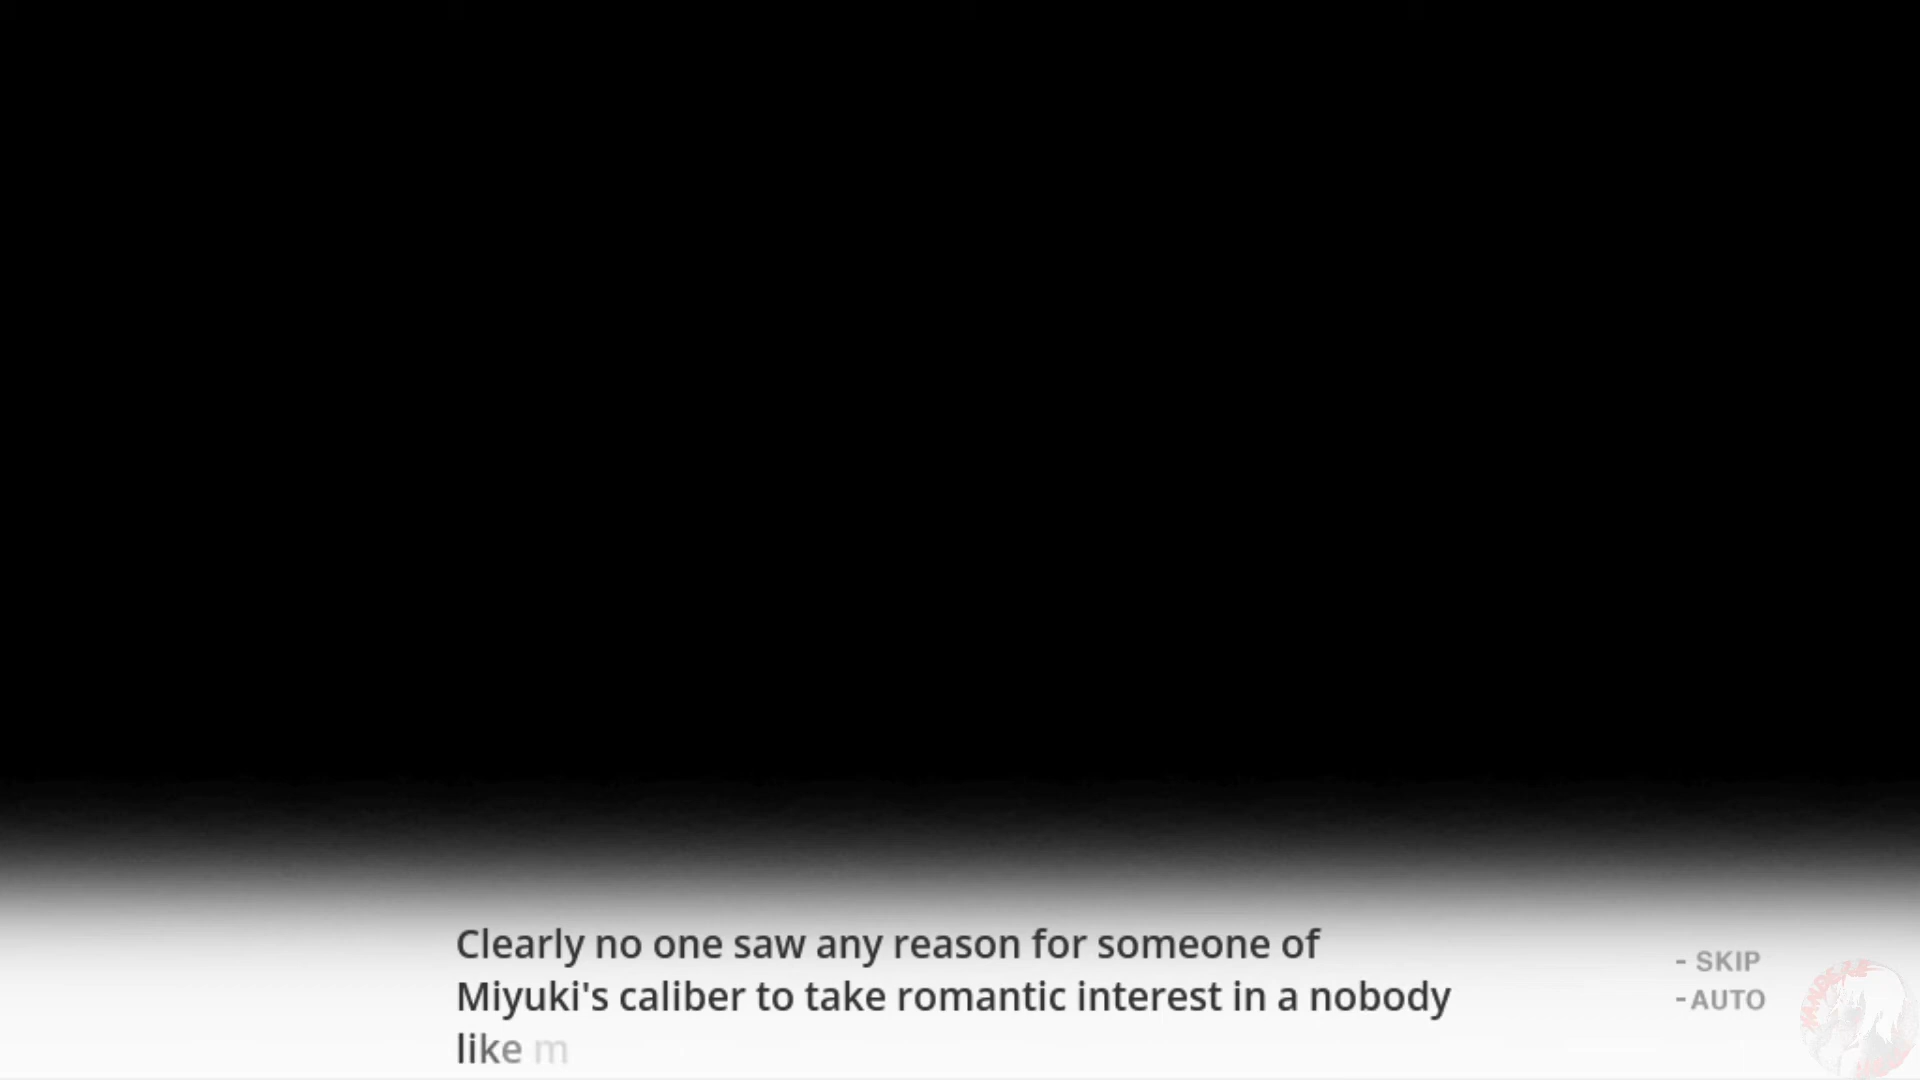 Clearly no one saw any reason for someone of
Miyuki's caliber to take romantic interest in a nobody
like m
- SKIP
- AUTO